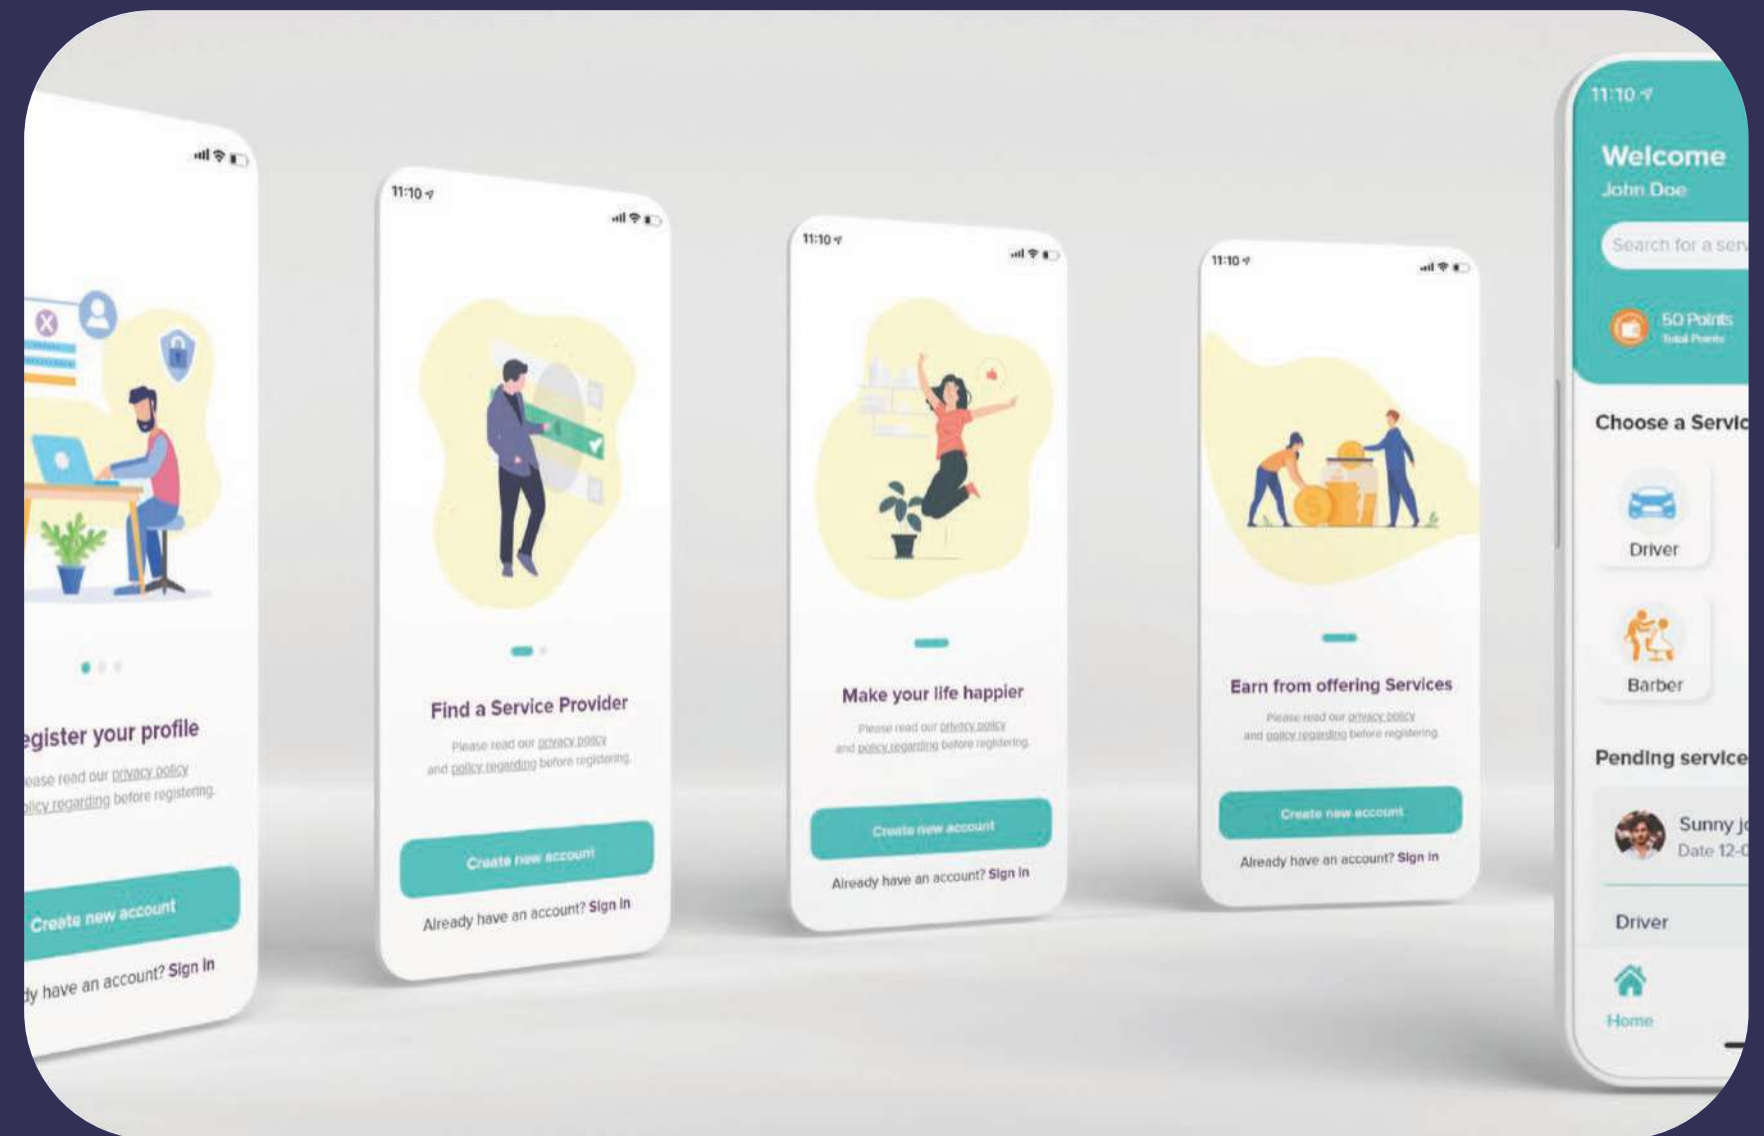 egister your profile
ease read our privacy policy
olicy regarding before registering.
Create new account
dy have an account? Sign in
11:10
Find a Service Provider
Please read our privacy policy
and policy regarding before registering.
Create new account
Already have an account? Sign in
11:10
Make your life happier
Please read our privacy policy
and policy regarding before registering.
Create new account
Already have an account? Sign in
11:10
Earn from offering Services
Please read our privacy policy
and policy regarding before registering.
Create new account
Already have an account? Sign in
11:10
Welcome
John Doe
Search for a serv
50 Points
Total Points
Choose a Servic
Driver
Barber
Pending service
Sunny jo
Date 12-0
Driver
Home